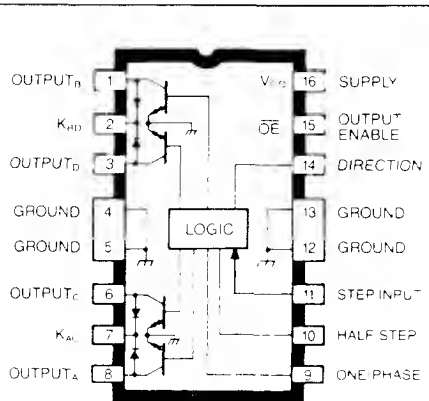 OUTPUTB 1
KBD 2
OUTPUTD 3
GROUND 4
GROUND 5
OUTPUTC 6
KAC 7
OUTPUTA 8
LOGIC
16 SUPPLY
OE 15 OUTPUT ENABLE
14 DIRECTION
13 GROUND
12 GROUND
11 STEP INPUT
10 HALF STEP
9 ONE PHASE